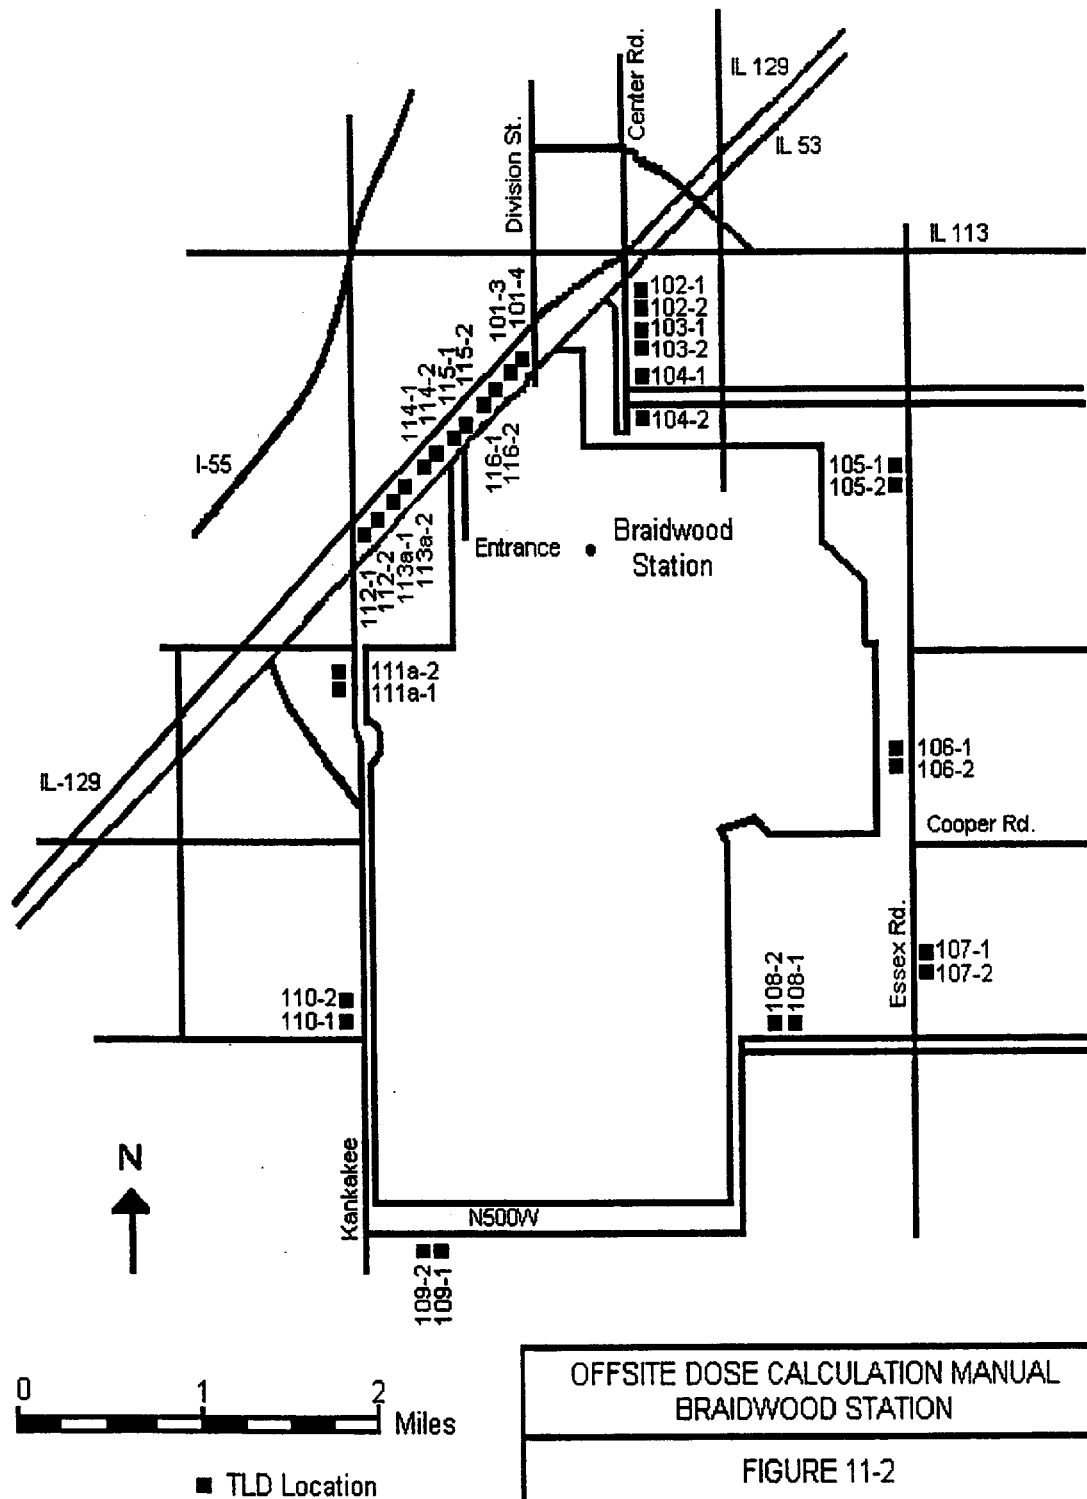 Center Rd.
IL 129
IL 53
Division St.
IL 113
101-3
101-4
102-1
102-2
103-1
103-2
104-1
104-2
115-1
115-2
114-1
114-2
116-1
116-2
I-55
105-1
105-2
Entrance
Braidwood
Station
112-1
112-2
113a-1
113a-2
111a-2
111a-1
106-1
106-2
IL-129
Cooper Rd.
Essex Rd.
107-1
107-2
108-2
108-1
110-2
110-1
N
Kankakee
N500W
109-2
109-1
0 1 2
Miles
TLD Location
OFFSITE DOSE CALCULATION MANUAL
BRAIDWOOD STATION
FIGURE 11-2